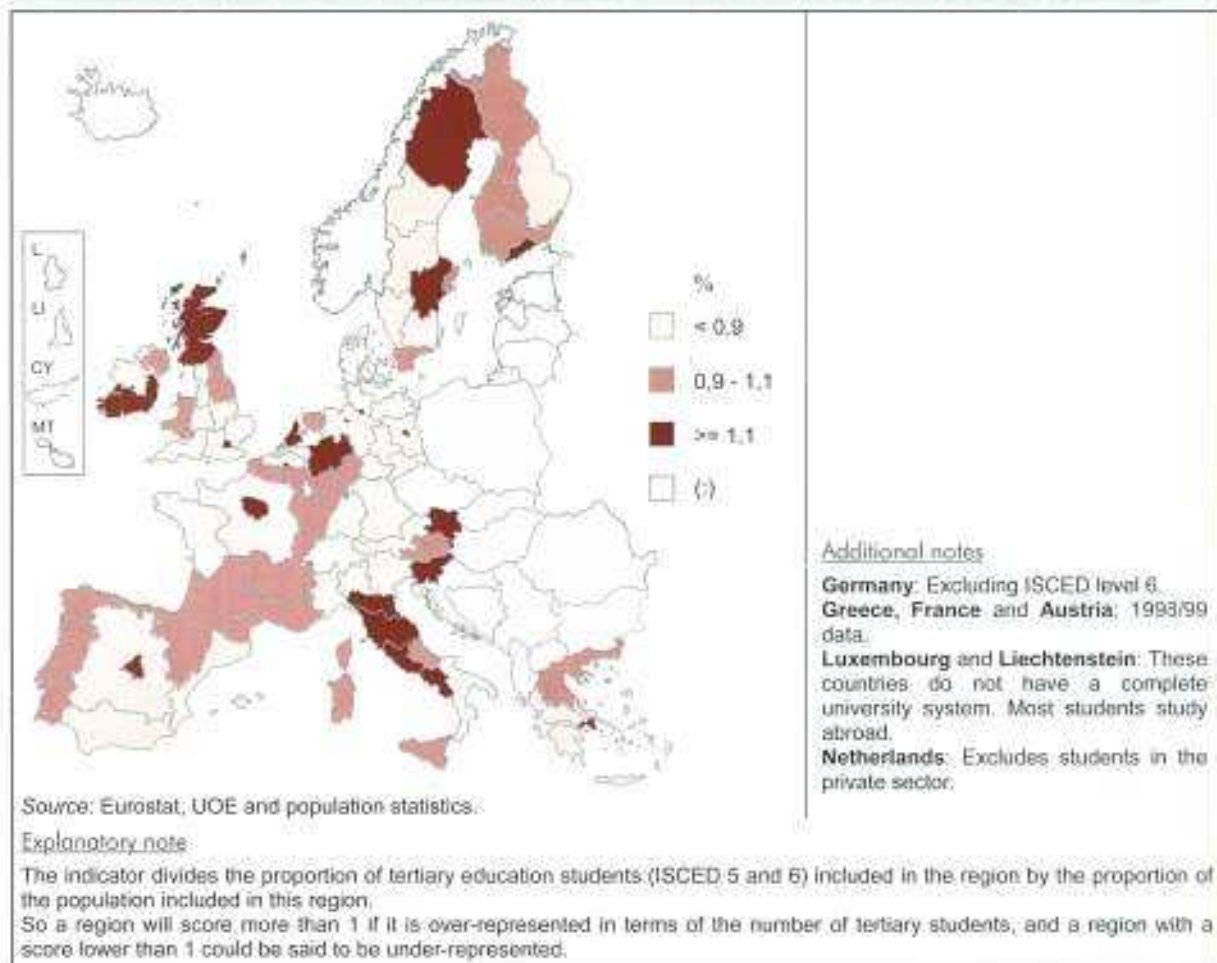 L
LI
CY
MT
%
< 0,9
0,9 - 1,1
>= 1,1
(:)
Additional notes
Germany: Excluding ISCED level 6.
Greece, France and Austria: 1998/99
data.
Luxembourg and Liechtenstein: These
countries do not have a complete
university system. Most students study
abroad.
Netherlands: Excludes students in the
private sector.
Source: Eurostat, UOE and population statistics.
Explanatory note
The indicator divides the proportion of tertiary education students (ISCED 5 and 6) included in the region by the proportion of
the population included in this region.
So a region will score more than 1 if it is over-represented in terms of the number of tertiary students, and a region with a
score lower than 1 could be said to be under-represented.